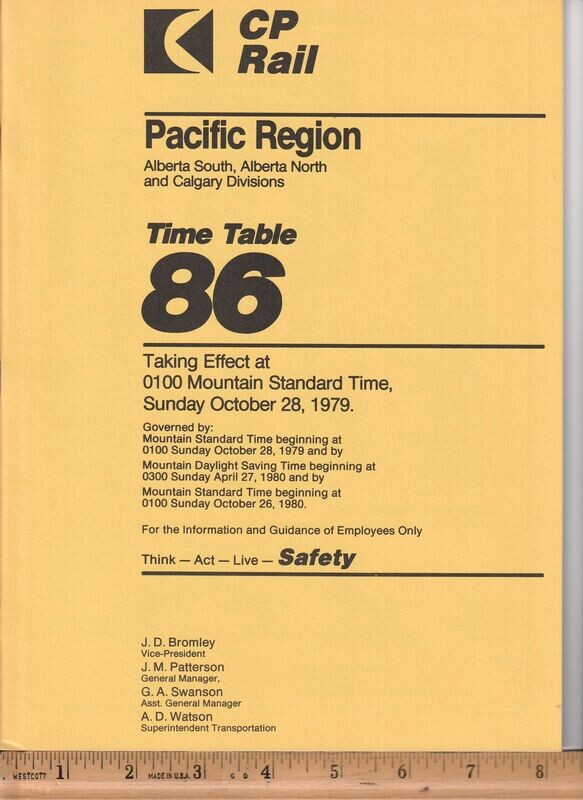 CP
Rail
Pacific Region
Alberta South, Alberta North
and Calgary Divisions
Time Table
86
Taking Effect at
0100 Mountain Standard Time,
Sunday October 28, 1979.
Governed by:
Mountain Standard Time beginning at
0100 Sunday October 28, 1979 and by
Mountain Daylight Saving Time beginning at
0300 Sunday April 27, 1980 and by
Mountain Standard Time beginning at
0100 Sunday October 26, 1980.
For the Information and Guidance of Employees Only
Think — Act — Live — Safety
J. D. Bromley
Vice-President
J. M. Patterson
General Manager,
G. A. Swanson
Asst. General Manager
A. D. Watson
Superintendent Transportation
WESTCOTT 1 2 MADE IN U.S.A. 3 4 5 6 7 8